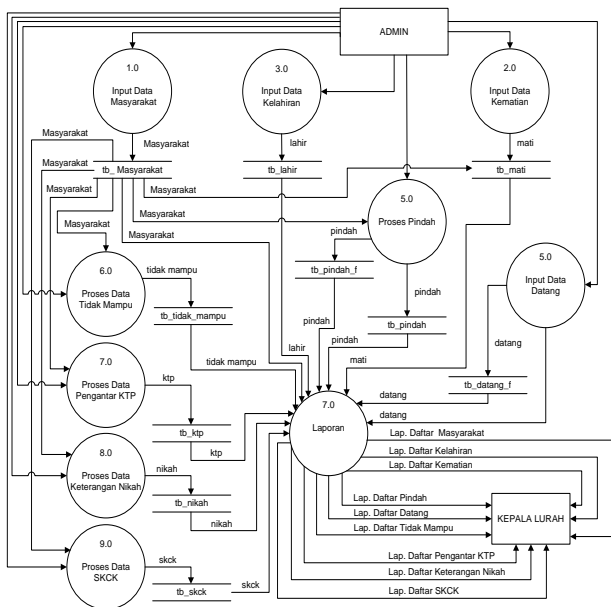 ADMIN
1.0
Input Data
Masyarakat
3.0
Input Data
Kelahiran
2.0
Input Data
Kematian
Masyarakat
Masyarakat
lahir
mati
Masyarakat
tb_ Masyarakat
tb_lahir
tb_mati
Masyarakat
Masyarakat
Masyarakat
Masyarakat
Masyarakat
5.0
Proses Pindah
pindah
5.0
Input Data
Datang
6.0
Proses Data
Tidak Mampu
tidak mampu
tb_pindah_f
pindah
tb_tidak_mampu
tb_pindah
pindah
pindah
datang
7.0
Proses Data
Pengantar KTP
tidak mampu
lahir
mati
tb_datang_f
ktp
datang
datang
7.0
Laporan
tb_ktp
ktp
Lap. Daftar Masyarakat
Lap. Daftar Kelahiran
Lap. Daftar Kematian
8.0
Proses Data
Keterangan Nikah
nikah
tb_nikah
nikah
Lap. Daftar Pindah
Lap. Daftar Datang
Lap. Daftar Tidak Mampu
KEPALA LURAH
9.0
Proses Data
SKCK
skck
tb_skck
skck
Lap. Daftar Pengantar KTP
Lap. Daftar Keterangan Nikah
Lap. Daftar SKCK